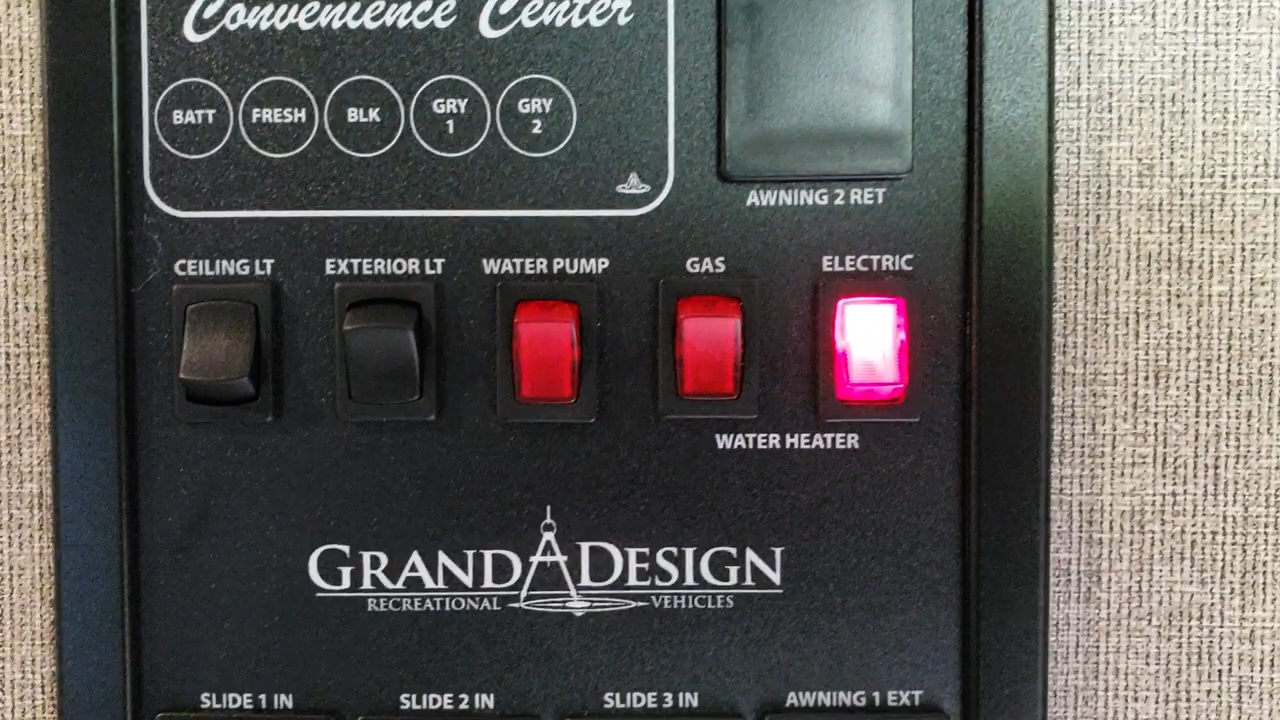 Convenience Center
BATT
FRESH
BLK
GRY
1
GRY
2
AWNING 2 RET
CEILING LT
EXTERIOR LT
WATER PUMP
GAS
ELECTRIC
WATER HEATER
GRAND DESIGN
RECREATIONAL VEHICLES
SLIDE 1 IN
SLIDE 2 IN
SLIDE 3 IN
AWNING 1 EXT